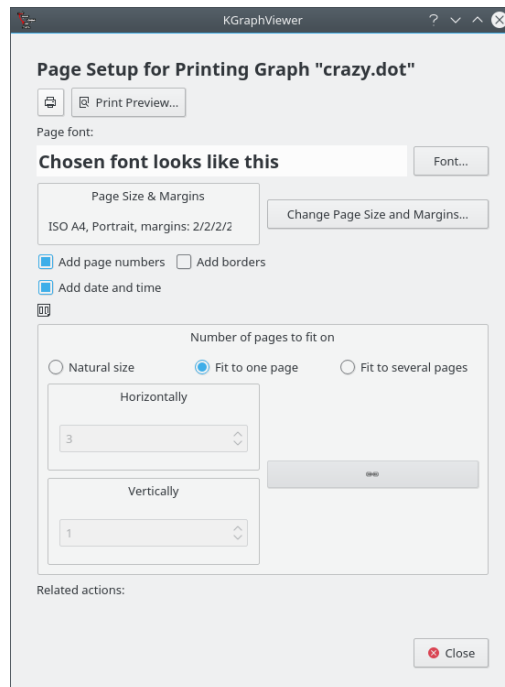 KGraphViewer
Page Setup for Printing Graph "crazy.dot"
Print Preview...
Page font:
Chosen font looks like this
Font...
Page Size & Margins
ISO A4, Portrait, margins: 2/2/2/2
Change Page Size and Margins...
Add page numbers
Add borders
Add date and time
Number of pages to fit on
Natural size
Fit to one page
Fit to several pages
Horizontally
3
Vertically
1
Related actions:
Close